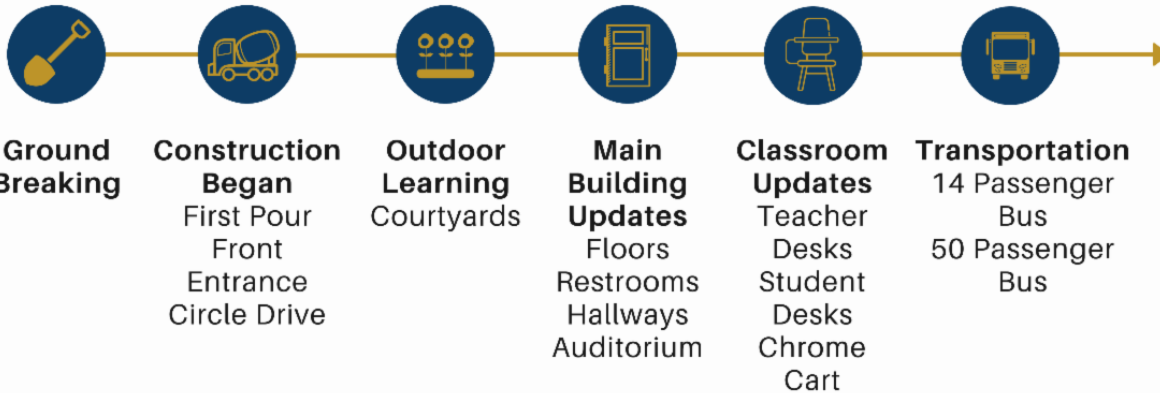 Ground
Breaking
Construction
Began
First Pour
Front
Entrance
Circle Drive
Outdoor
Learning
Courtyards
Main
Building
Updates
Floors
Restrooms
Hallways
Auditorium
Classroom
Updates
Teacher
Desks
Student
Desks
Chrome
Cart
Transportation
14 Passenger
Bus
50 Passenger
Bus